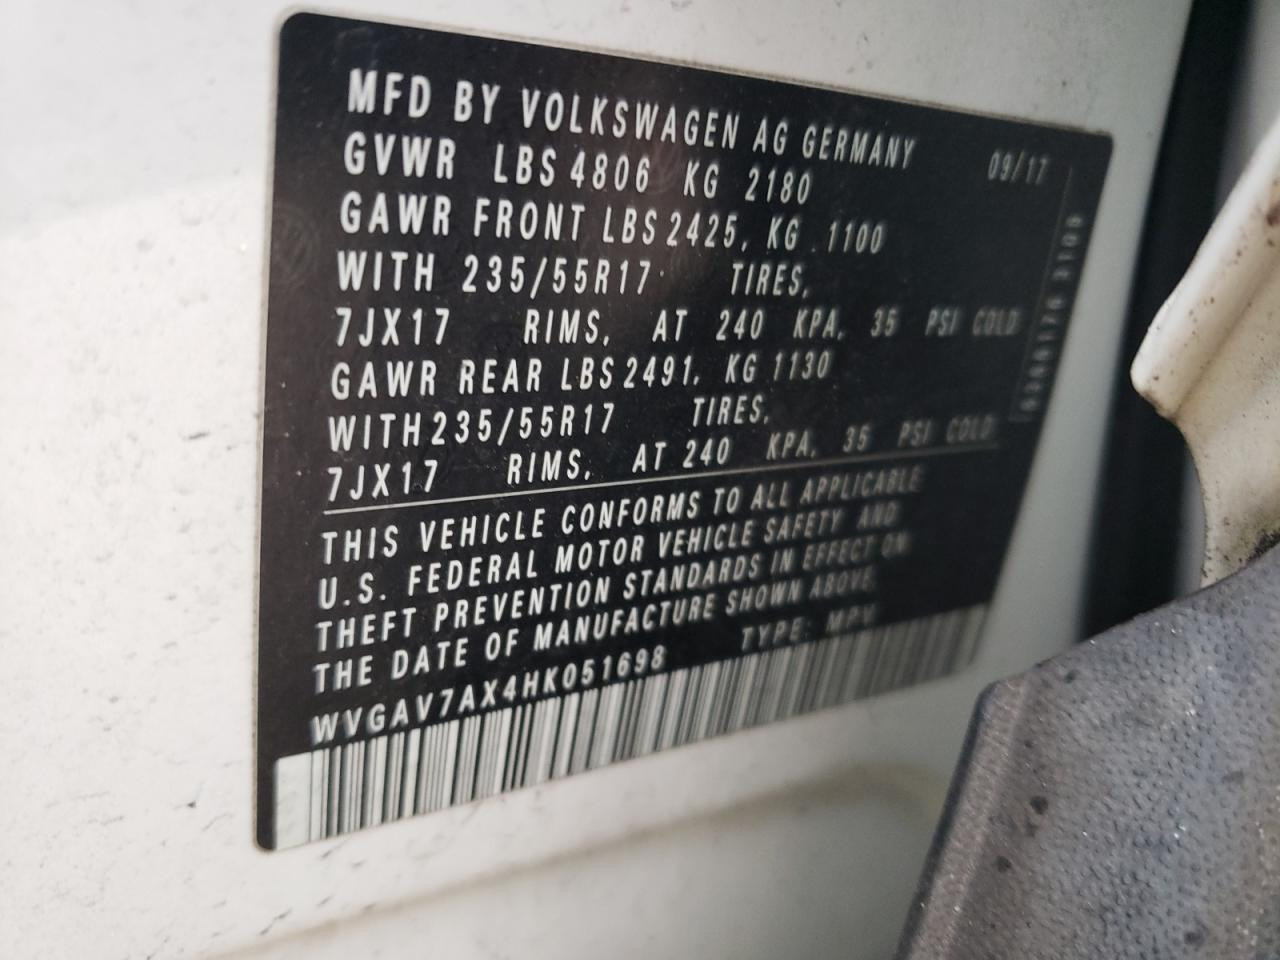 MFD BY VOLKSWAGEN AG GERMANY 09/17
GVWR LBS 4806 KG 2180
GAWR FRONT LBS 2425, KG 1100
WITH 235/55R17 TIRES,
7JX17 RIMS, AT 240 KPA, 35 PSI COLD
GAWR REAR LBS 2491, KG 1130
WITH 235/55R17 TIRES,
7JX17 RIMS, AT 240 KPA, 35 PSI COLD
THIS VEHICLE CONFORMS TO ALL APPLICABLE
U.S. FEDERAL MOTOR VEHICLE SAFETY AND
THEFT PREVENTION STANDARDS IN EFFECT ON
THE DATE OF MANUFACTURE SHOWN ABOVE.
WVGAV7AX4HK051698 TYPE: MPV